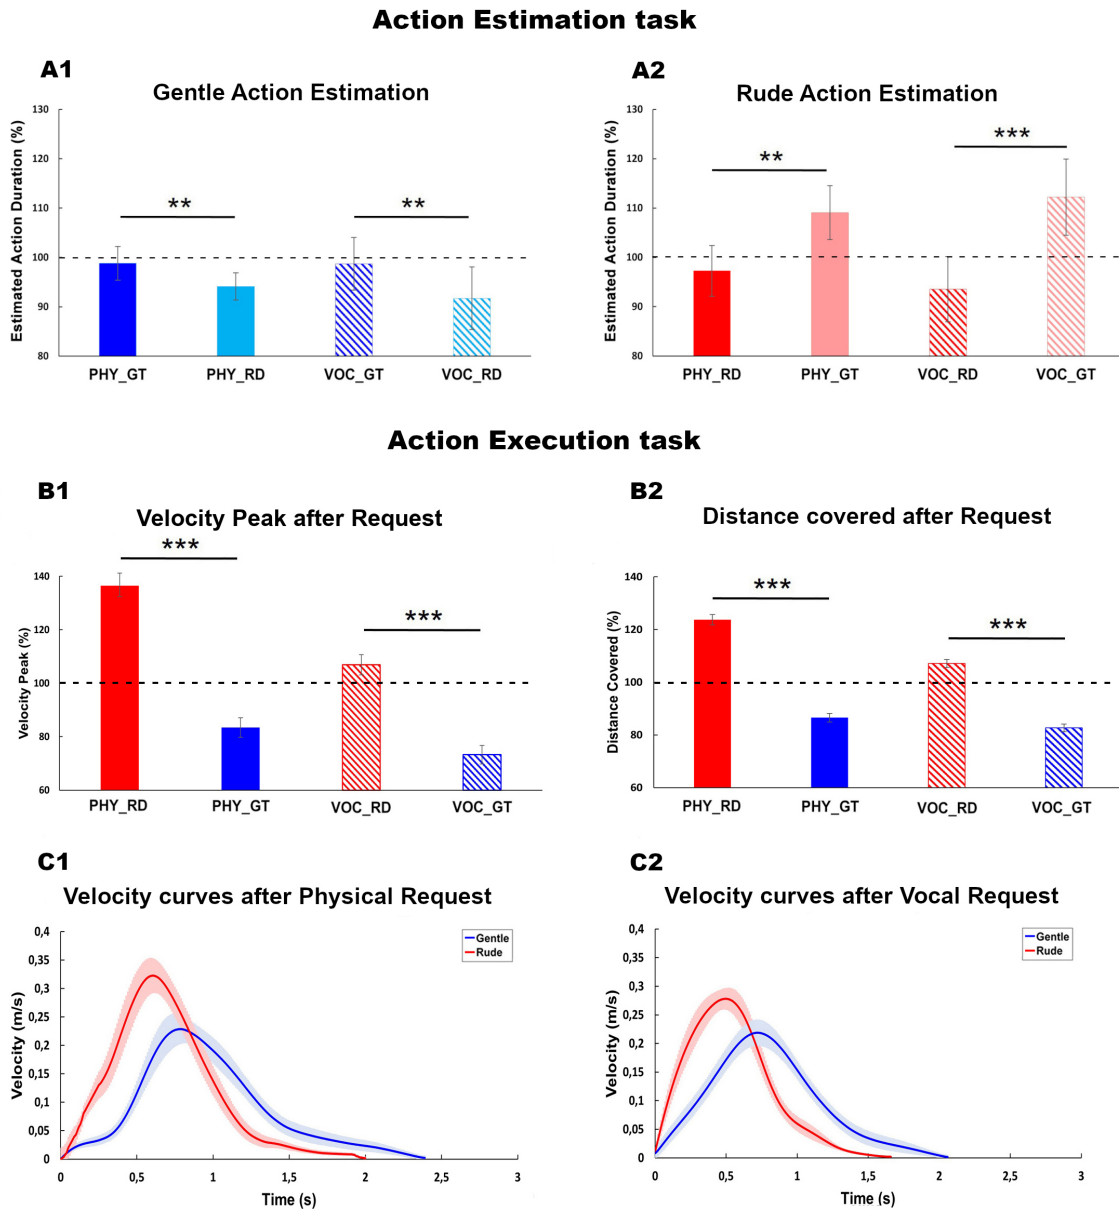 Action Estimation task
A1
Gentle Action Estimation
Estimated Action Duration (%)
130
120
110
100
90
80
**
**
PHY_GT
PHY_RD
VOC_GT
VOC_RD
A2
Rude Action Estimation
Estimated Action Duration (%)
130
120
110
100
90
80
**
***
PHY_RD
PHY_GT
VOC_RD
VOC_GT
Action Execution task
B1
Velocity Peak after Request
Velocity Peak (%)
140
120
100
80
60
***
***
PHY_RD
PHY_GT
VOC_RD
VOC_GT
B2
Distance covered after Request
Distance Covered (%)
140
120
100
80
60
***
***
PHY_RD
PHY_GT
VOC_RD
VOC_GT
C1
Velocity curves after Physical Request
Velocity (m/s)
0,4
0,35
0,3
0,25
0,2
0,15
0,1
0,05
0
Gentle
Rude
0
0,5
1
1,5
2
2,5
3
Time (s)
C2
Velocity curves after Vocal Request
Velocity (m/s)
0,4
0,35
0,3
0,25
0,2
0,15
0,1
0,05
0
Gentle
Rude
0
0,5
1
1,5
2
2,5
3
Time (s)